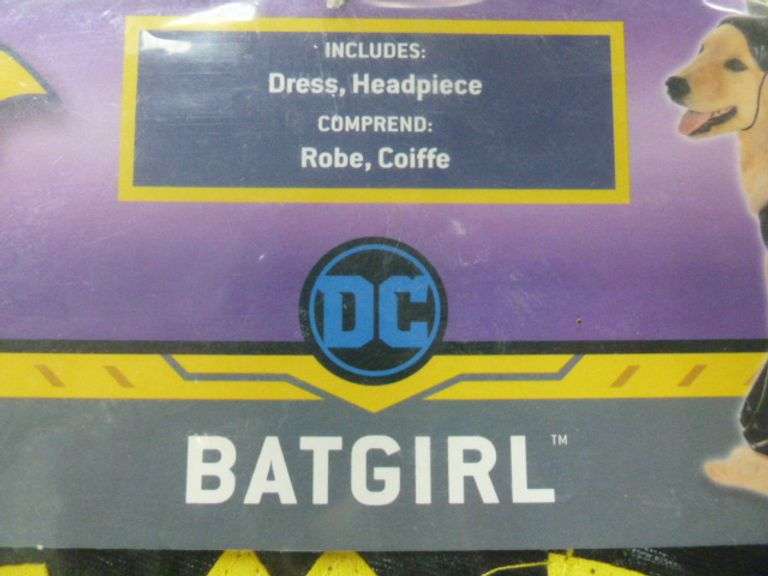 INCLUDES:
Dress, Headpiece
COMPREND:
Robe, Coiffe
DC
BATGIRL™